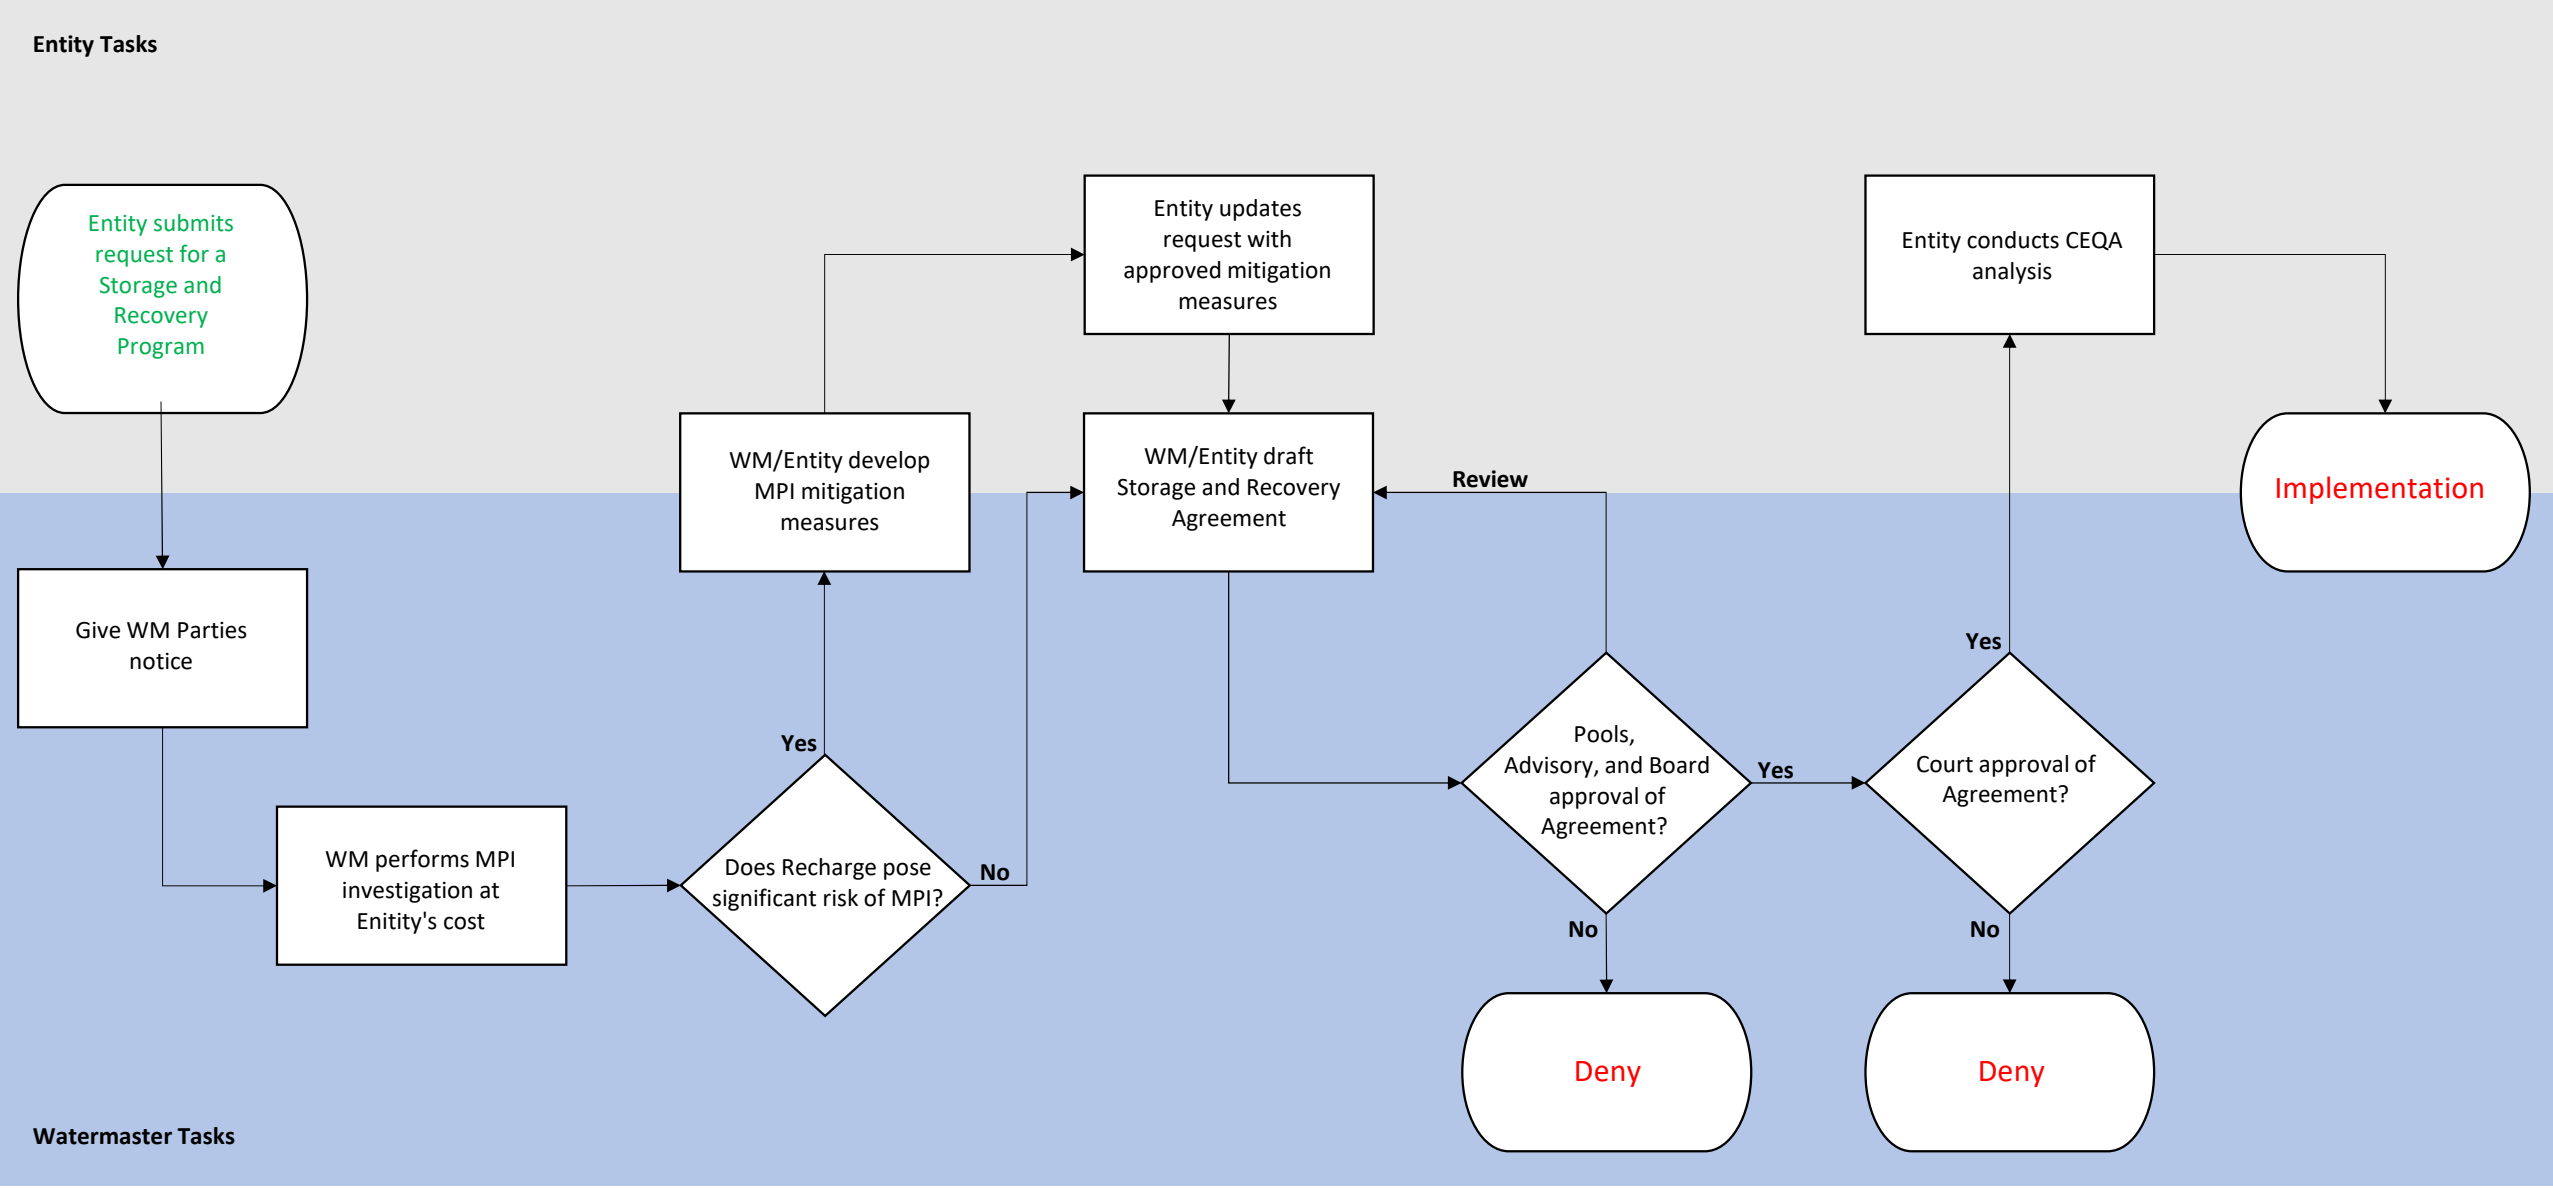 Entity Tasks
Entity submits
request for a
Storage and
Recovery
Program
Give WM Parties
notice
WM performs MPI
investigation at
Enitity's cost
Does Recharge pose
significant risk of MPI?
Yes
No
WM/Entity develop
MPI mitigation
measures
Entity updates
request with
approved mitigation
measures
WM/Entity draft
Storage and Recovery
Agreement
Review
Pools,
Advisory, and Board
approval of
Agreement?
Yes
No
Deny
Court approval of
Agreement?
Yes
No
Deny
Entity conducts CEQA
analysis
Implementation
Watermaster Tasks